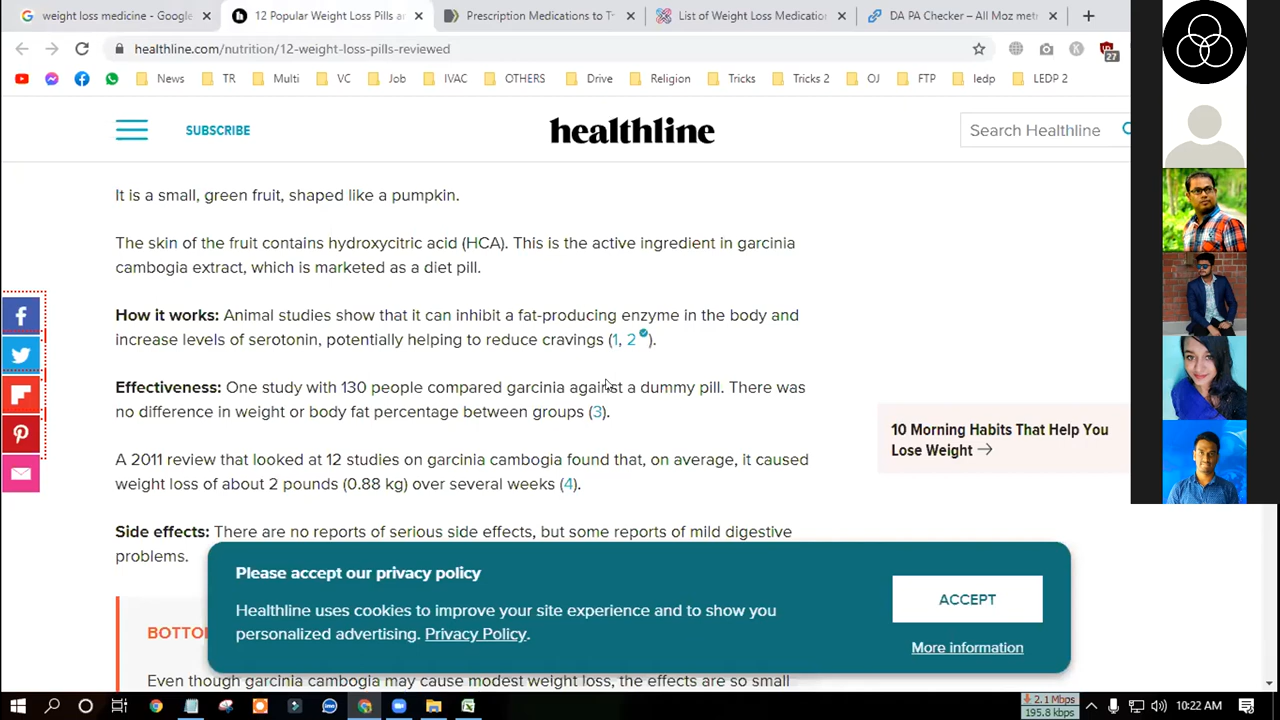 weight loss medicine - Google
12 Popular Weight Loss Pills a
Prescription Medications to T
List of Weight Loss Medication
DA PA Checker – All Moz met
healthline.com/nutrition/12-weight-loss-pills-reviewed
27
News
TR
Multi
VC
Job
IVAC
OTHERS
Drive
Religion
Tricks
Tricks 2
OJ
FTP
ledp
LEDP 2
SUBSCRIBE
healthline
Search Healthline
It is a small, green fruit, shaped like a pumpkin.
The skin of the fruit contains hydroxycitric acid (HCA). This is the active ingredient in garcinia
cambogia extract, which is marketed as a diet pill.
How it works: Animal studies show that it can inhibit a fat-producing enzyme in the body and
increase levels of serotonin, potentially helping to reduce cravings (1, 2).
Effectiveness: One study with 130 people compared garcinia against a dummy pill. There was
no difference in weight or body fat percentage between groups (3).
A 2011 review that looked at 12 studies on garcinia cambogia found that, on average, it caused
weight loss of about 2 pounds (0.88 kg) over several weeks (4).
Side effects: There are no reports of serious side effects, but some reports of mild digestive
problems.
10 Morning Habits That Help You
Lose Weight →
Please accept our privacy policy
Healthline uses cookies to improve your site experience and to show you
personalized advertising. Privacy Policy.
ACCEPT
More information
BOTTO
Even though garcinia cambogia may cause modest weight loss, the effects are so small
2.1 Mbps
195.8 kbps
10:22 AM